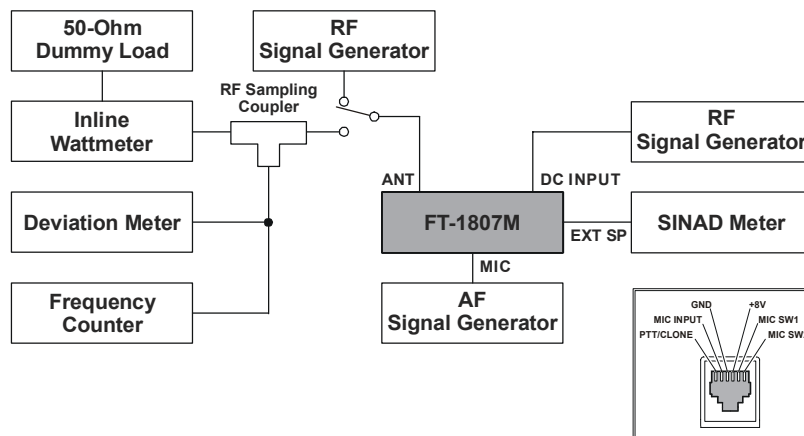 50-Ohm
Dummy Load
RF
Signal Generator
RF Sampling
Coupler
Inline
Wattmeter
RF
Signal Generator
ANT
DC INPUT
Deviation Meter
FT-1807M
EXT SP
SINAD Meter
MIC
Frequency
Counter
AF
Signal Generator
GND
+8V
MIC INPUT
MIC SW1
PTT/CLONE
MIC SW